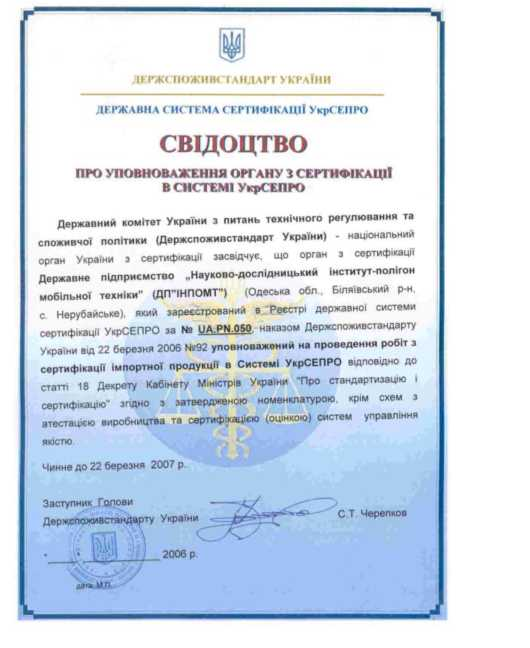 ДЕРЖСПОЖИВСТАНДАРТ УКРАЇНИ
ДЕРЖАВНА СИСТЕМА СЕРТИФІКАЦІЇ УкрСЕПРО
СВІДОЦТВО
ПРО УПОВНОВАЖЕННЯ ОРГАНУ З СЕРТИФІКАЦІЇ
В СИСТЕМІ УкрСЕПРО
Державний комітет України з питань технічного регулювання та
споживчої політики (Держспоживстандарт України) - національний
орган України з сертифікації засвідчує, що орган з сертифікації
Державне підприємство „Науково-дослідницький інститут-полігон
мобільної техніки" (ДП"ІНПОМТ") (Одеська обл., Біляївський р-н,
с. Нерубайське), який зареєстрований в Реєстрі державної системи
сертифікації УкрСЕПРО за № UA.PN.050, наказом Держспоживстандарту
України від 22 березня 2006 №92 уповноважений на проведення робіт з
сертифікації імпортної продукції в Системі УкрСЕПРО відповідно до
статті 18 Декрету Кабінету Міністрів України "Про стандартизацію і
сертифікацію" згідно з затвердженою номенклатурою, крім схем з
атестацією виробництва та сертифікацією (оцінкою) систем управління
якістю.
Чинне до 22 березня 2007 р.
Заступник Голови
Держспоживстандарту України
С.Т. Черепков
2006 р.
дата М.П.